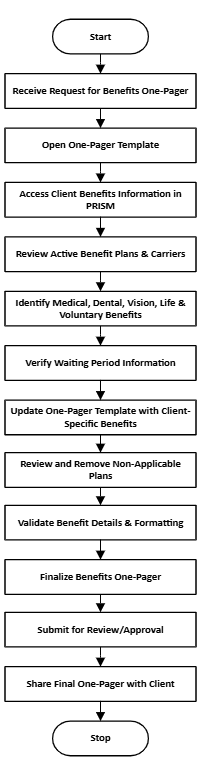 Start
Receive Request for Benefits One-Pager
Open One-Pager Template
Access Client Benefits Information in
PRISM
Review Active Benefit Plans & Carriers
Identify Medical, Dental, Vision, Life &
Voluntary Benefits
Verify Waiting Period Information
Update One-Pager Template with Client-
Specific Benefits
Review and Remove Non-Applicable
Plans
Validate Benefit Details & Formatting
Finalize Benefits One-Pager
Submit for Review/Approval
Share Final One-Pager with Client
Stop